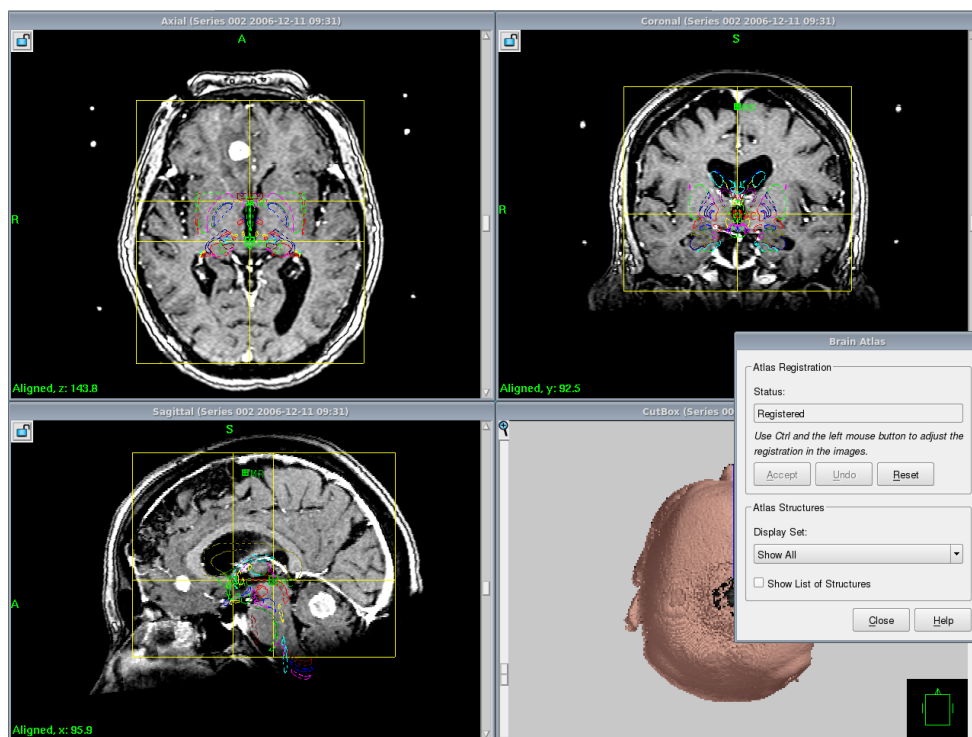 Axial (Series 002 2006-12-11 09:31)
A
R
Aligned, z: 143.8
Coronal (Series 002 2006-12-11 09:31)
S
R
Aligned, y: 92.5
Sagittal (Series 002 2006-12-11 09:31)
S
A
Aligned, x: 95.9
CutBox (Series 00
Brain Atlas
Atlas Registration
Status:
Registered
Use Ctrl and the left mouse button to adjust the
registration in the images.
Accept
Undo
Reset
Atlas Structures
Display Set:
Show All
Show List of Structures
Close
Help